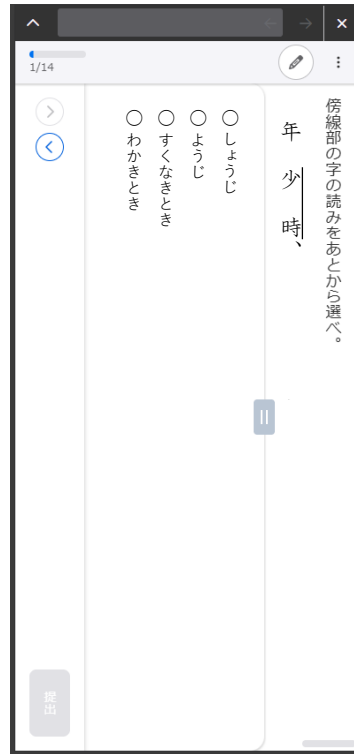 1/14
傍線部の字の読みをあとから選べ。
年少時、
しょうじ
ようじ
すくなきとき
わかきとき
提出